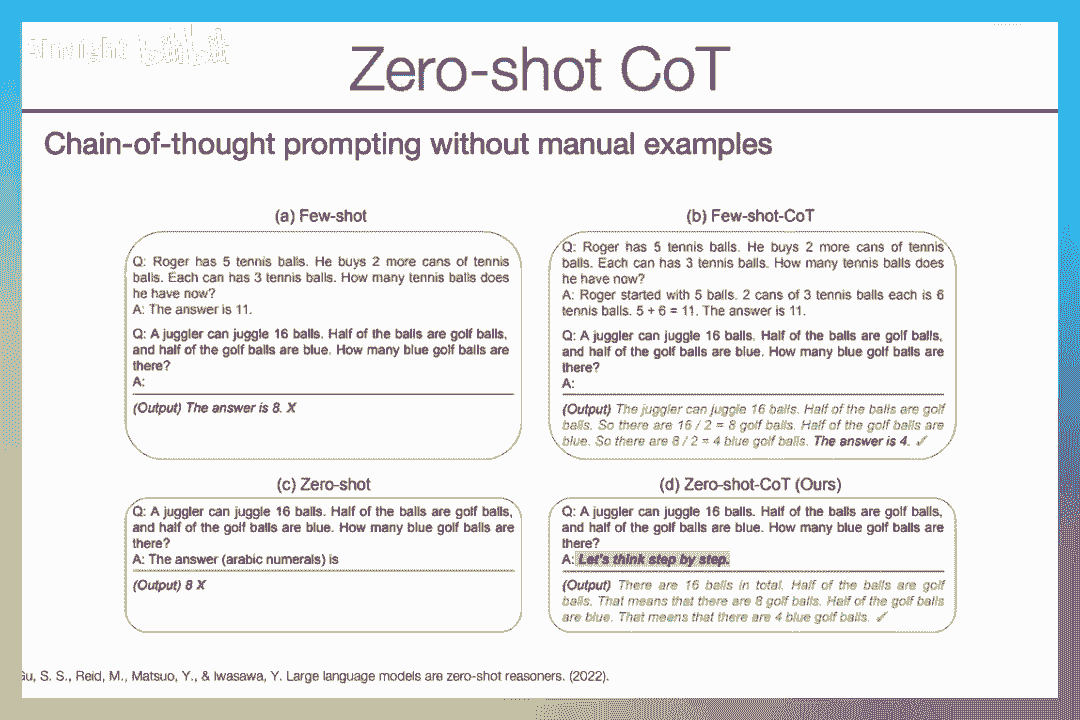 Zero-shot CoT
Chain-of-thought prompting without manual examples
(a) Few-shot
Q: Roger has 5 tennis balls. He buys 2 more cans of tennis
balls. Each can has 3 tennis balls. How many tennis balls does
he have now?
A: The answer is 11.
Q: A juggler can juggle 16 balls. Half of the balls are golf balls,
and half of the golf balls are blue. How many blue golf balls are
there?
A:
(Output) The answer is 8. X
(b) Few-shot-CoT
Q: Roger has 5 tennis balls. He buys 2 more cans of tennis
balls. Each can has 3 tennis balls. How many tennis balls does
he have now?
A: Roger started with 5 balls. 2 cans of 3 tennis balls each is 6
tennis balls. 5 + 6 = 11. The answer is 11.
Q: A juggler can juggle 16 balls. Half of the balls are golf balls,
and half of the golf balls are blue. How many blue golf balls are
there?
A:
(Output) The juggler can juggle 16 balls. Half of the balls are golf
balls. So there are 16 / 2 = 8 golf balls. Half of the golf balls are
blue. So there are 8 / 2 = 4 blue golf balls. The answer is 4. ✓
(c) Zero-shot
Q: A juggler can juggle 16 balls. Half of the balls are golf balls,
and half of the golf balls are blue. How many blue golf balls are
there?
A: The answer (arabic numerals) is
(Output) 8 X
(d) Zero-shot-CoT (Ours)
Q: A juggler can juggle 16 balls. Half of the balls are golf balls,
and half of the golf balls are blue. How many blue golf balls are
there?
A: Let's think step by step.
(Output) There are 16 balls in total. Half of the balls are golf
balls. That means that there are 8 golf balls. Half of the golf balls
are blue. That means that there are 4 blue golf balls. ✓
S. S., Reid, M., Matsuo, Y., & Iwasawa, Y. Large language models are zero-shot reasoners. (2022).